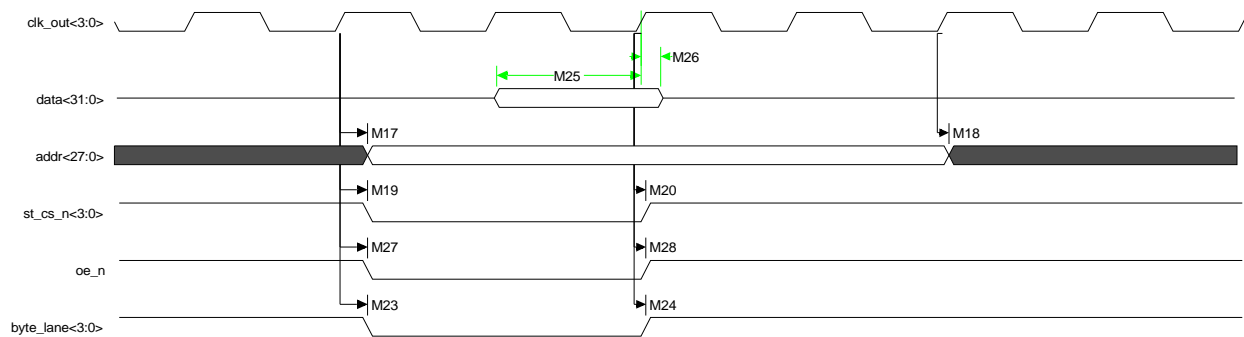 clk_out<3:0>
M26
M25
data<31:0>
M17
M18
addr<27:0>
M19
M20
st_cs_n<3:0>
M27
M28
oe_n
M23
M24
byte_lane<3:0>